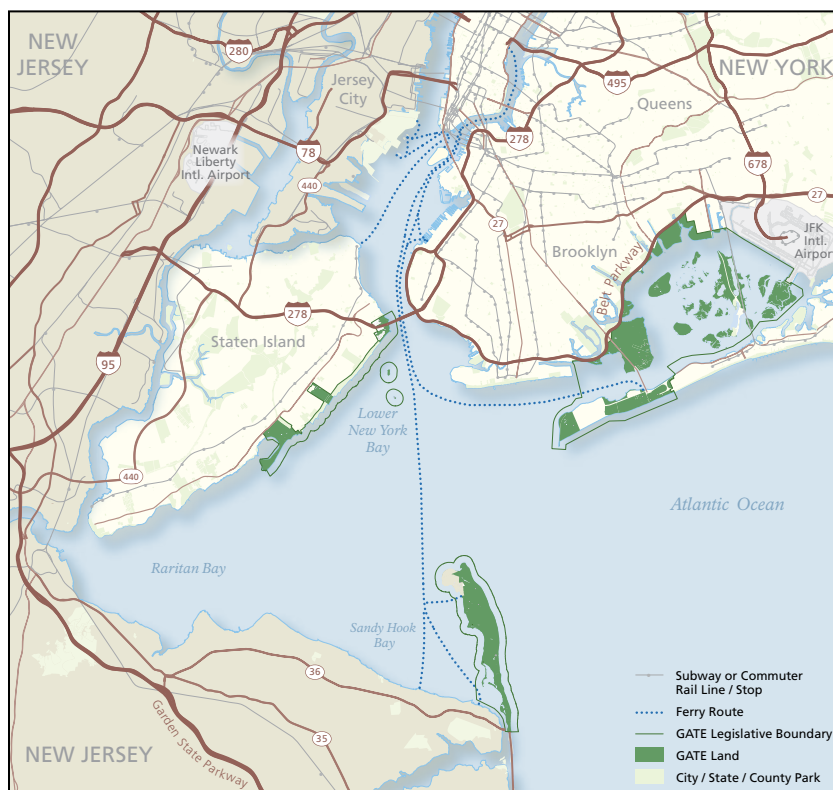 NEW
JERSEY
280
Jersey
City
495
NEW YORK
Queens
Newark
Liberty
Intl. Airport
78
278
678
440
27
27
JFK
Intl.
Airport
Brooklyn
Belt Parkway
278
Staten Island
95
Lower
New York
Bay
440
Atlantic Ocean
Raritan Bay
Sandy Hook
Bay
36
35
Garden State Parkway
NEW JERSEY
Subway or Commuter
Rail Line / Stop
Ferry Route
GATE Legislative Boundary
GATE Land
City / State / County Park